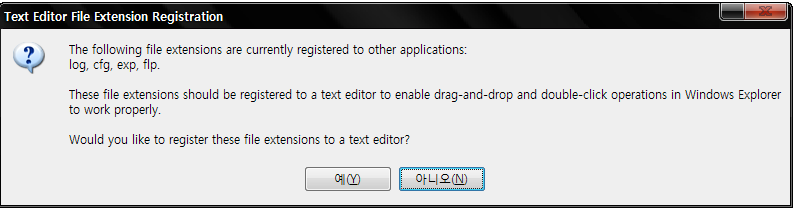 Text Editor File Extension Registration
The following file extensions are currently registered to other applications:
log, cfg, exp, flp.
These file extensions should be registered to a text editor to enable drag-and-drop and double-click operations in Windows Explorer
to work properly.
Would you like to register these file extensions to a text editor?
예(Y)
아니오(N)